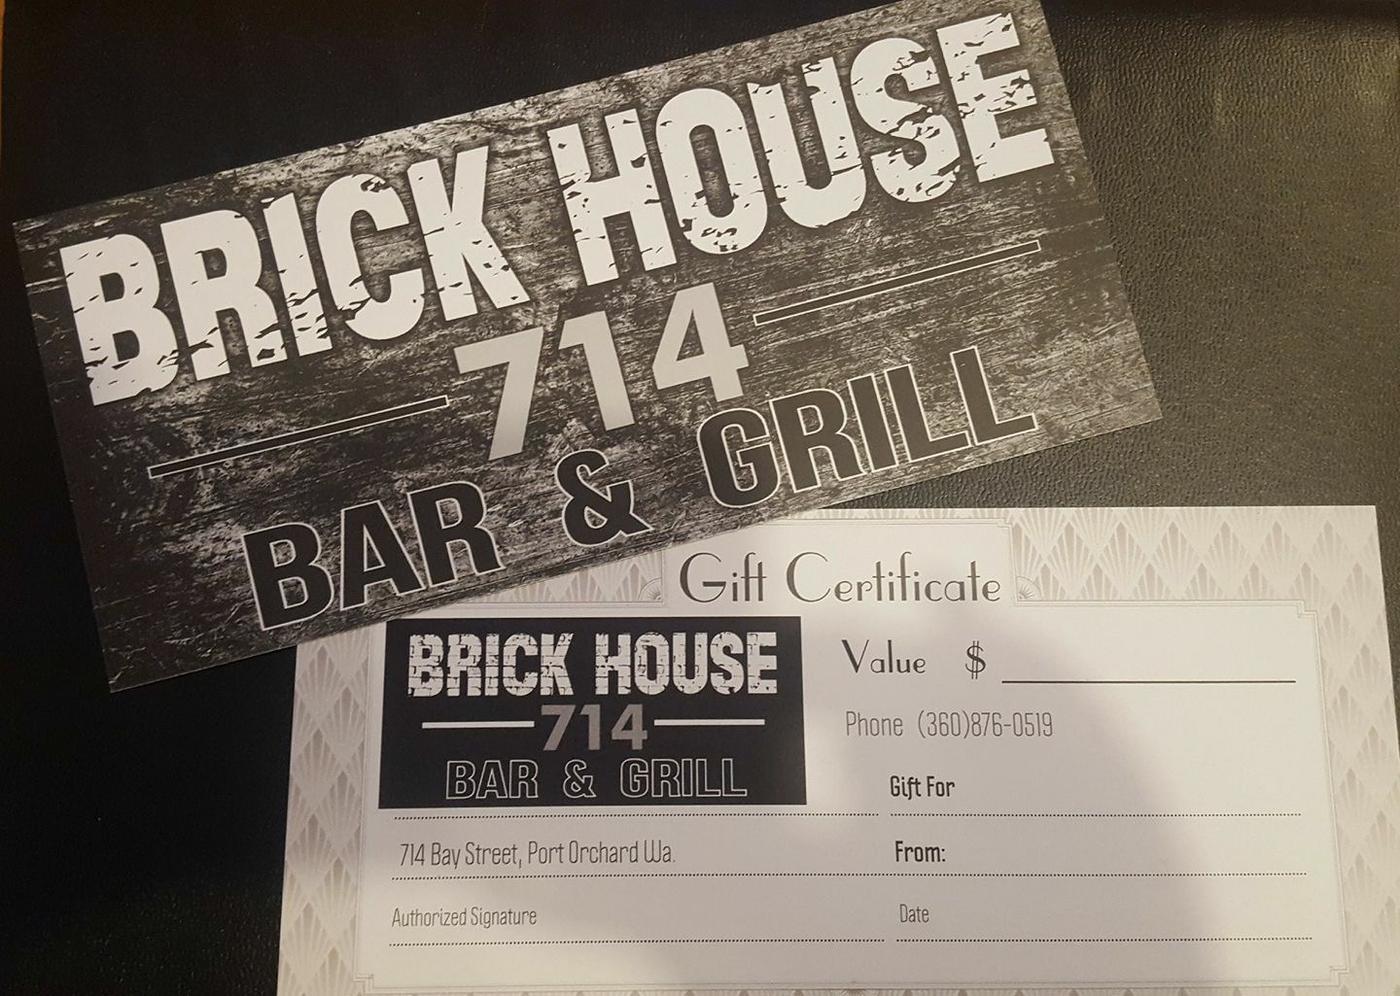 BRICK HOUSE
714
BAR & GRILL
Gift Certificate
BRICK HOUSE
714
BAR & GRILL
Value $
Phone (360)876-0519
Gift For
714 Bay Street, Port Orchard Wa.
From:
Authorized Signature
Date